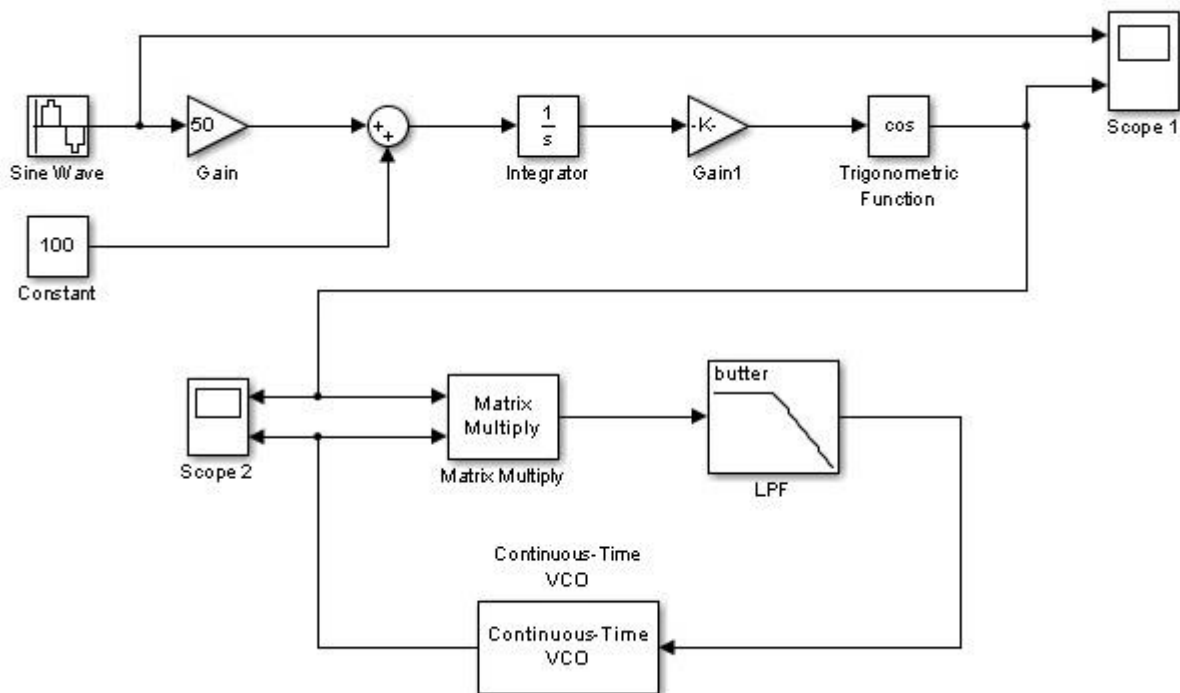 Scope 1
50
+
+
1
s
-K-
cos
Sine Wave
Gain
Integrator
Gain1
Trigonometric
Function
100
Constant
butter
Matrix
Multiply
Scope 2
Matrix Multiply
LPF
Continuous-Time
VCO
Continuous-Time
VCO